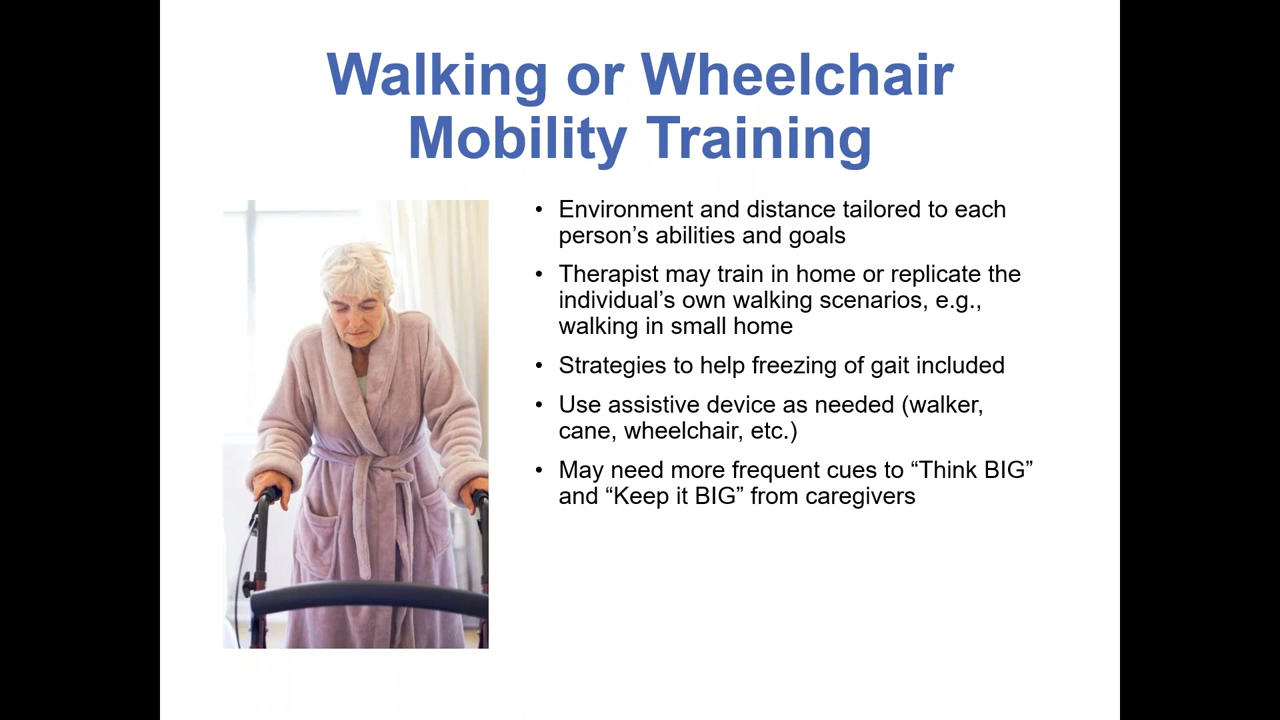 Walking or Wheelchair
Mobility Training
• Environment and distance tailored to each
person’s abilities and goals
• Therapist may train in home or replicate the
individual’s own walking scenarios, e.g.,
walking in small home
• Strategies to help freezing of gait included
• Use assistive device as needed (walker,
cane, wheelchair, etc.)
• May need more frequent cues to “Think BIG”
and “Keep it BIG” from caregivers